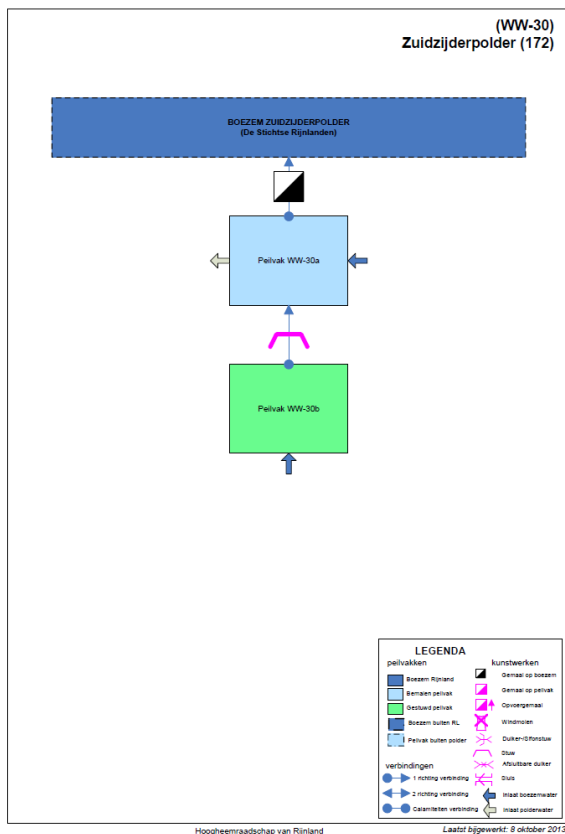 (WW-30)
Zuidzijderpolder (172)
BOEZEM ZUIDZIJDERPOLDER
(De Stichtse Rijnlanden)
Peilvak WW-30a
Peilvak WW-30b
LEGENDA
peilvakken
Boezem Rijnland
Bemalen peilvak
Gestuwd peilvak
Boezem buiten RL
Peilvak buiten polder
verbindingen
1 richting verbinding
2 richting verbinding
Calamiteiten verbinding
kunstwerken
Gemaal op boezem
Gemaal op peilvak
Opvoergemaal
Windmolen
Duiker-/Sifonstuw
Stuw
Afsluitbare duiker
Sluis
Inlaat boezemwater
Inlaat polderwater
Hoogheemraadschap van Rijnland
Laatst bijgewerkt: 8 oktober 2013